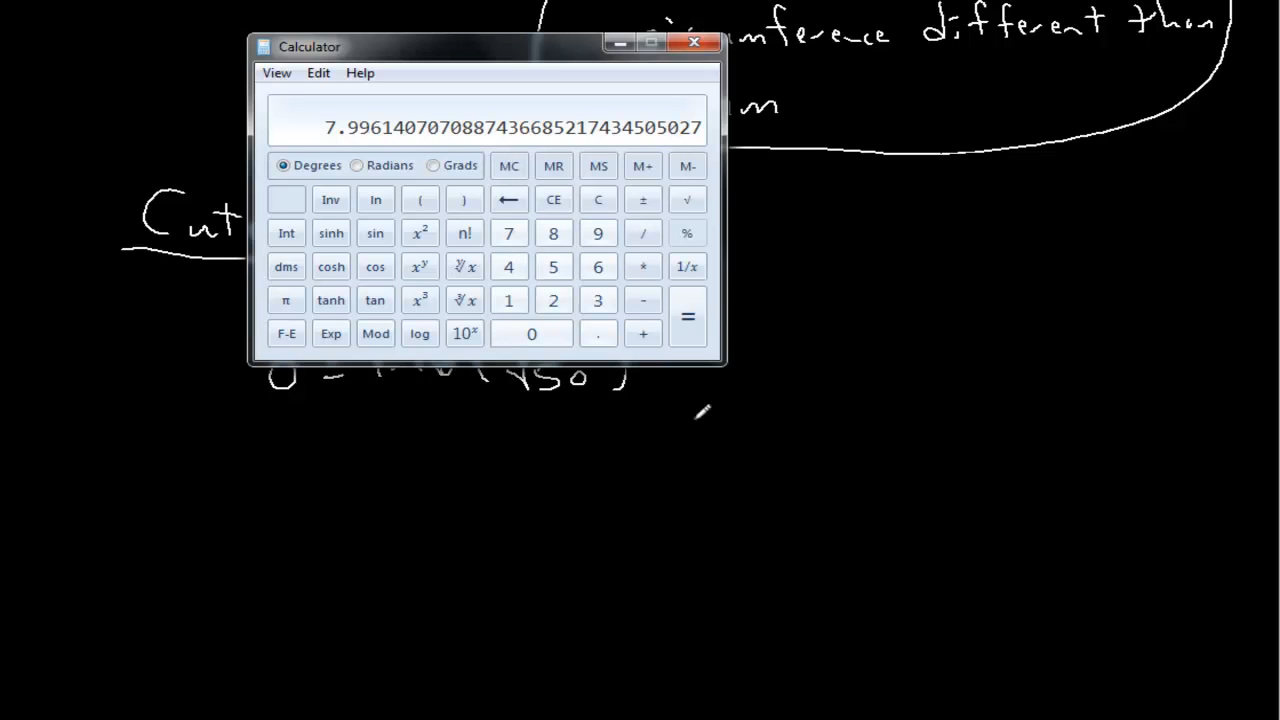 different than
Calculator
View Edit Help
7.9961407070887436685217434505027
Degrees Radians Grads MC MR MS M+ M-
Inv ln ( ) ← CE C ± √
Cut
Int sinh sin x² n! 7 8 9 / %
dms cosh cos xʸ ʸ√x 4 5 6 * 1/x
π tanh tan x³ ³√x 1 2 3 - =
F-E Exp Mod log 10ˣ 0 . +